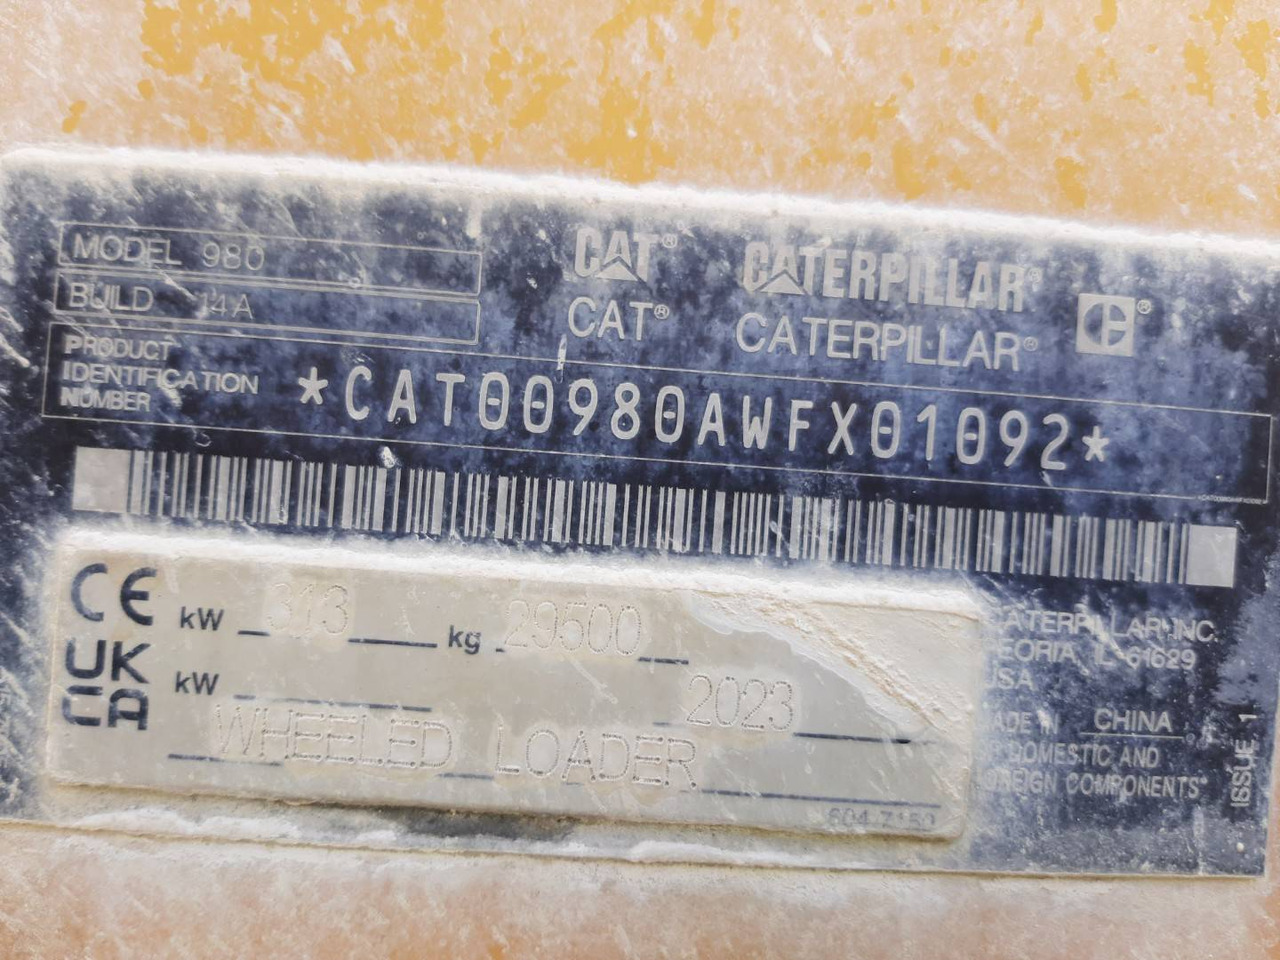 MODEL 980
BUILD 14A
CAT® CATERPILLAR®
CAT® CATERPILLAR®
PRODUCT
IDENTIFICATION
NUMBER
*CAT00980AWFX01092*
CE kW 313 kg 29500
UK
CA kW 2023
WHEELED LOADER
604-7150
CATERPILLAR INC.
PEORIA, IL 61629
USA
MADE IN CHINA
DOMESTIC AND
FOREIGN COMPONENTS
ISSUE 1